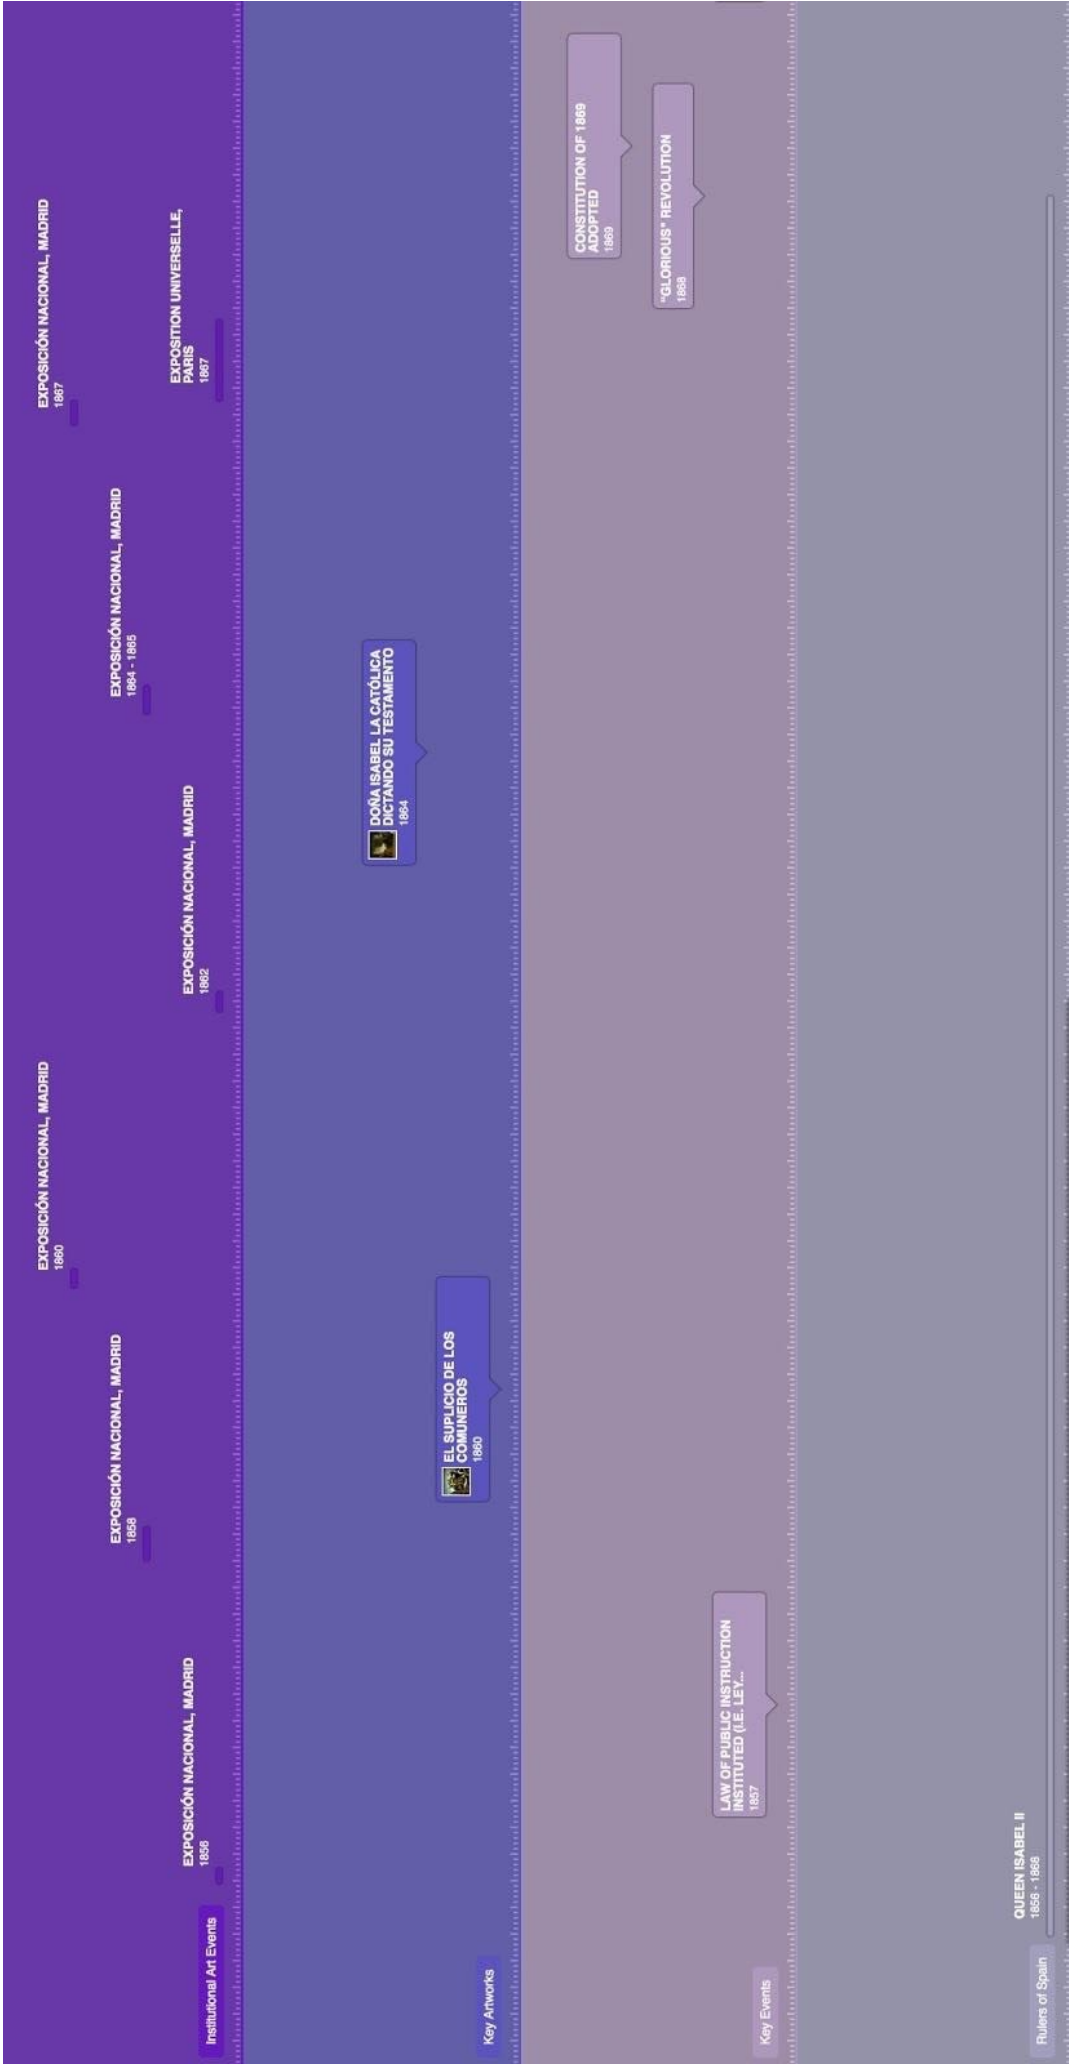 EXPOSICIÓN NACIONAL, MADRID
1860
EXPOSICIÓN NACIONAL, MADRID
1867
EXPOSICIÓN NACIONAL, MADRID
1858
EXPOSICIÓN NACIONAL, MADRID
1864 - 1865
EXPOSICIÓN NACIONAL, MADRID
1856
EXPOSICIÓN NACIONAL, MADRID
1862
EXPOSITION UNIVERSELLE,
PARIS
1867
Institutional Art Events
DOÑA ISABEL LA CATÓLICA
DICTANDO SU TESTAMENTO
1864
EL SUPLICIO DE LOS
COMUNEROS
1860
Key Artworks
CONSTITUTION OF 1869
ADOPTED
1869
"GLORIOUS" REVOLUTION
1868
LAW OF PUBLIC INSTRUCTION
INSTITUTED (I.E. LEY...
1857
Key Events
QUEEN ISABEL II
1856 - 1868
Rulers of Spain